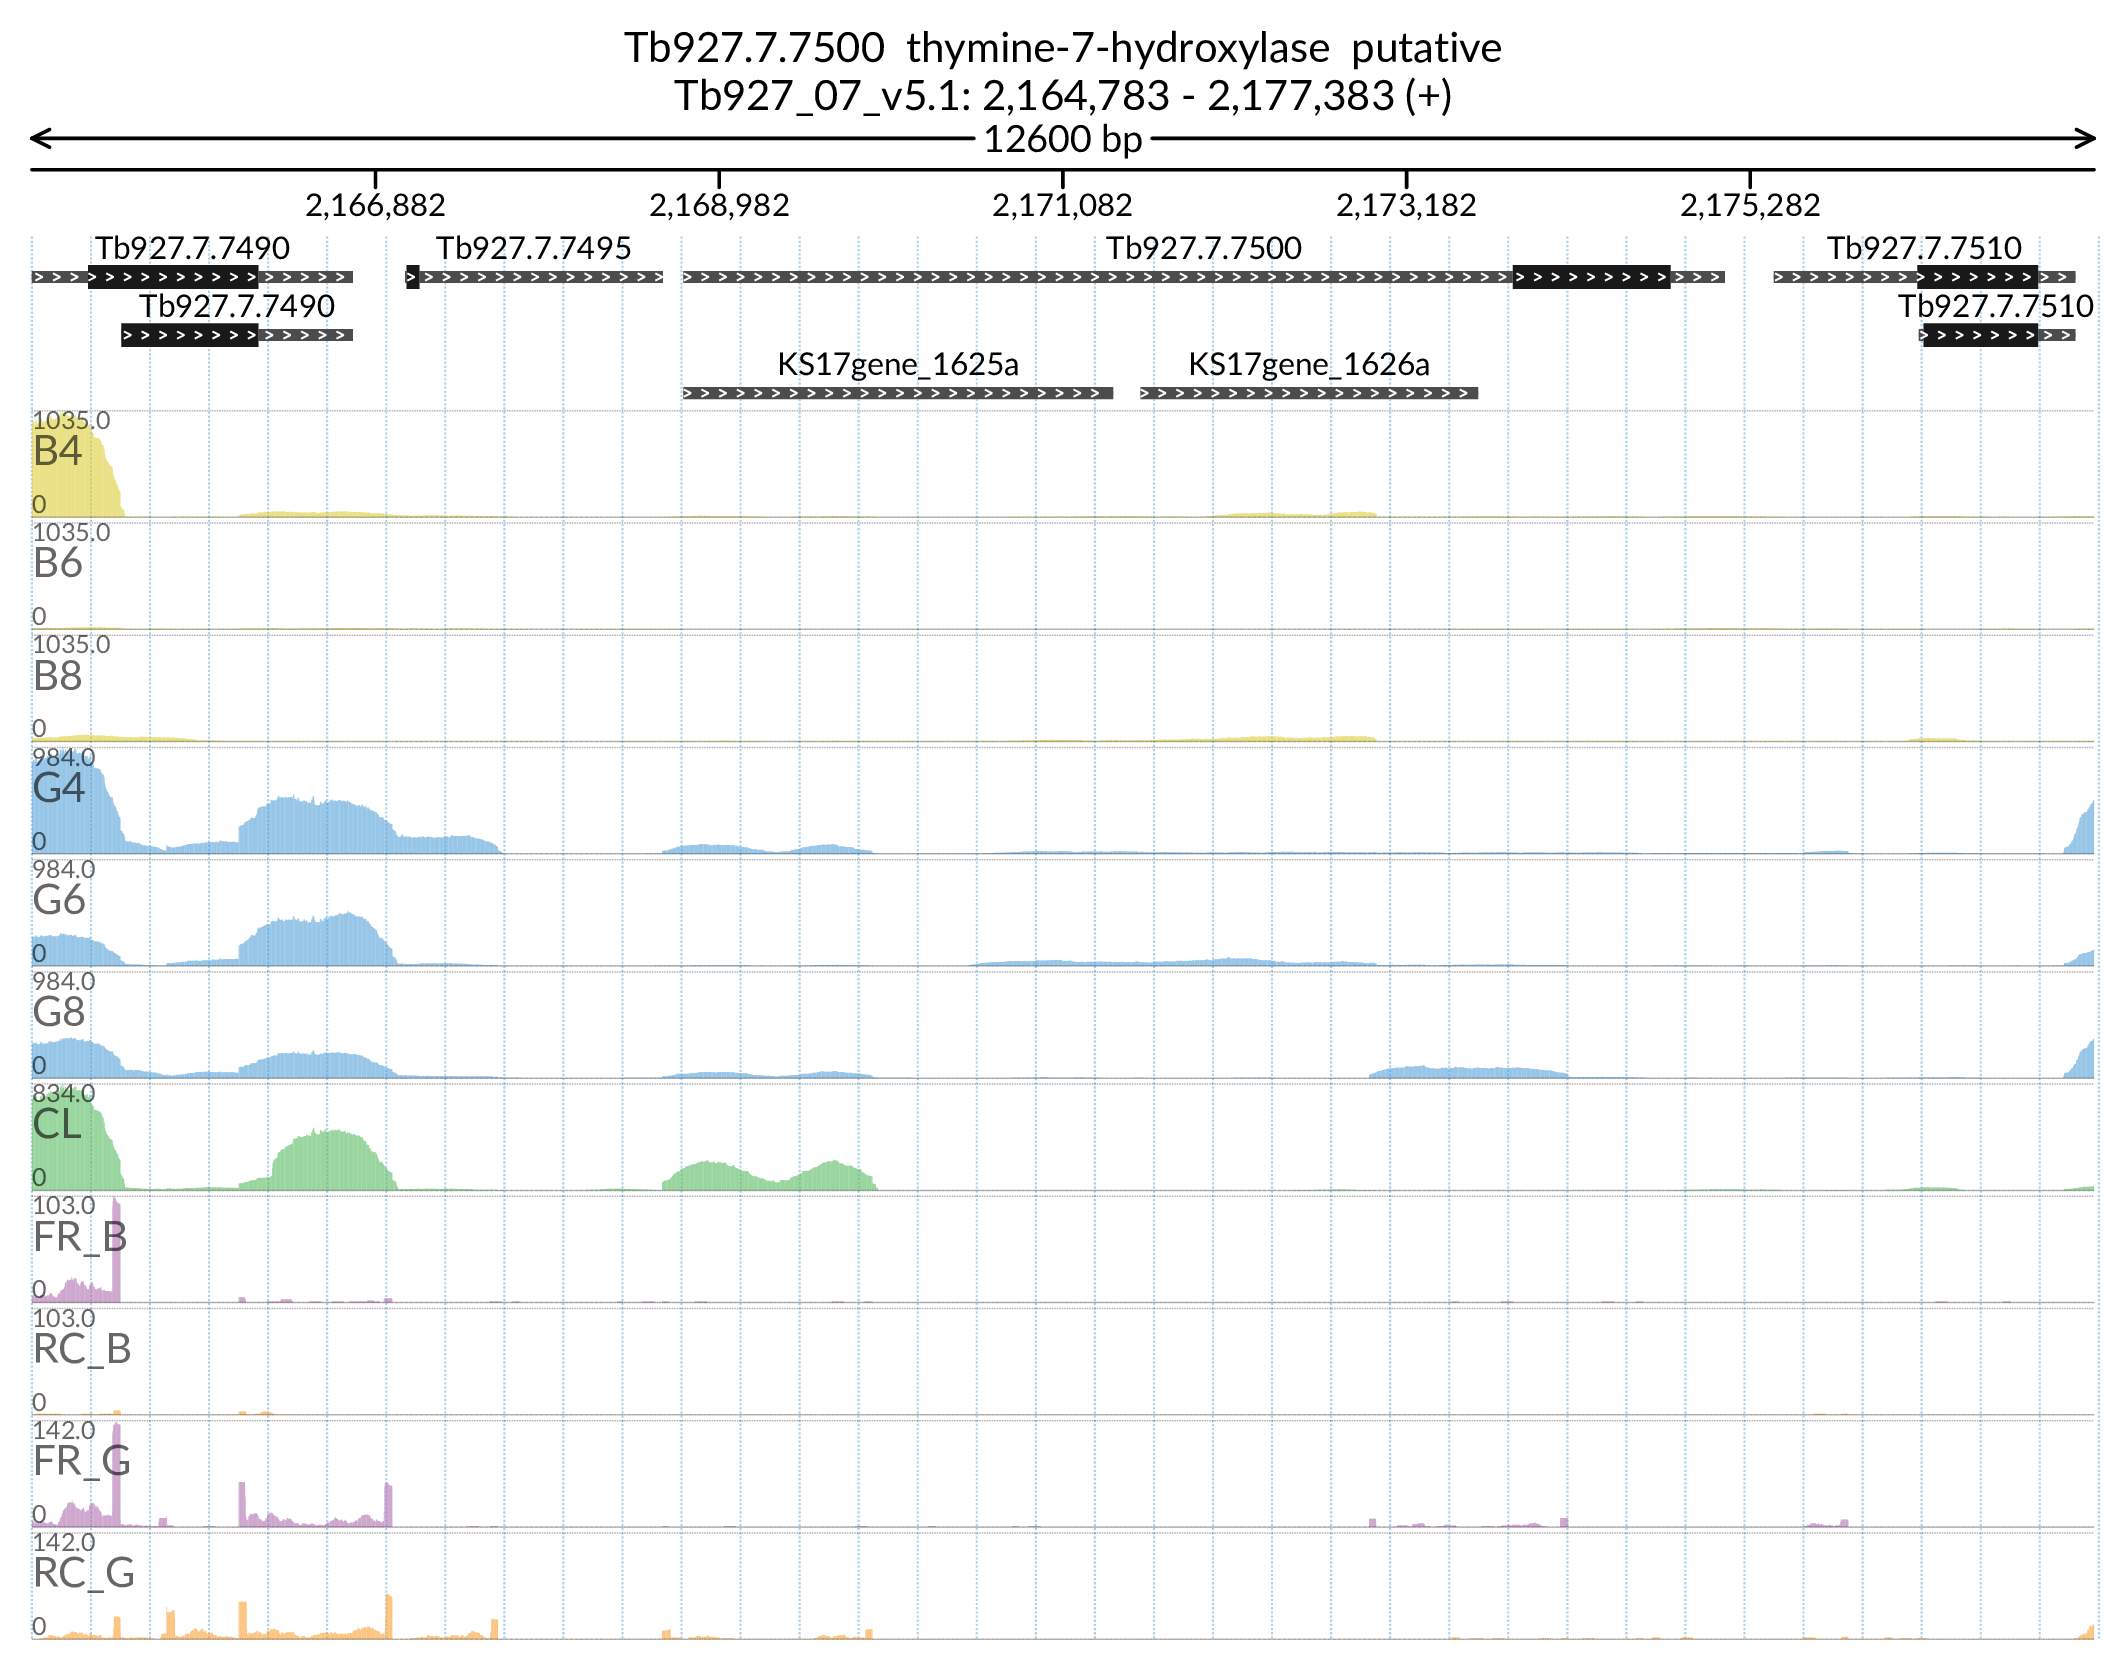 Tb927.7.7500 thymine-7-hydroxylase putative
Tb927_07_v5.1: 2,164,783 - 2,177,383 (+)
12600 bp
2,166,882 2,168,982 2,171,082 2,173,182 2,175,282
Tb927.7.7490 Tb927.7.7495 Tb927.7.7500 Tb927.7.7510
Tb927.7.7490 Tb927.7.7510
KS17gene_1625a KS17gene_1626a
1035.0
B4
0
1035.0
B6
0
1035.0
B8
0
984.0
G4
0
984.0
G6
0
984.0
G8
0
834.0
CL
0
103.0
FR_B
0
103.0
RC_B
0
142.0
FR_G
0
142.0
RC_G
0